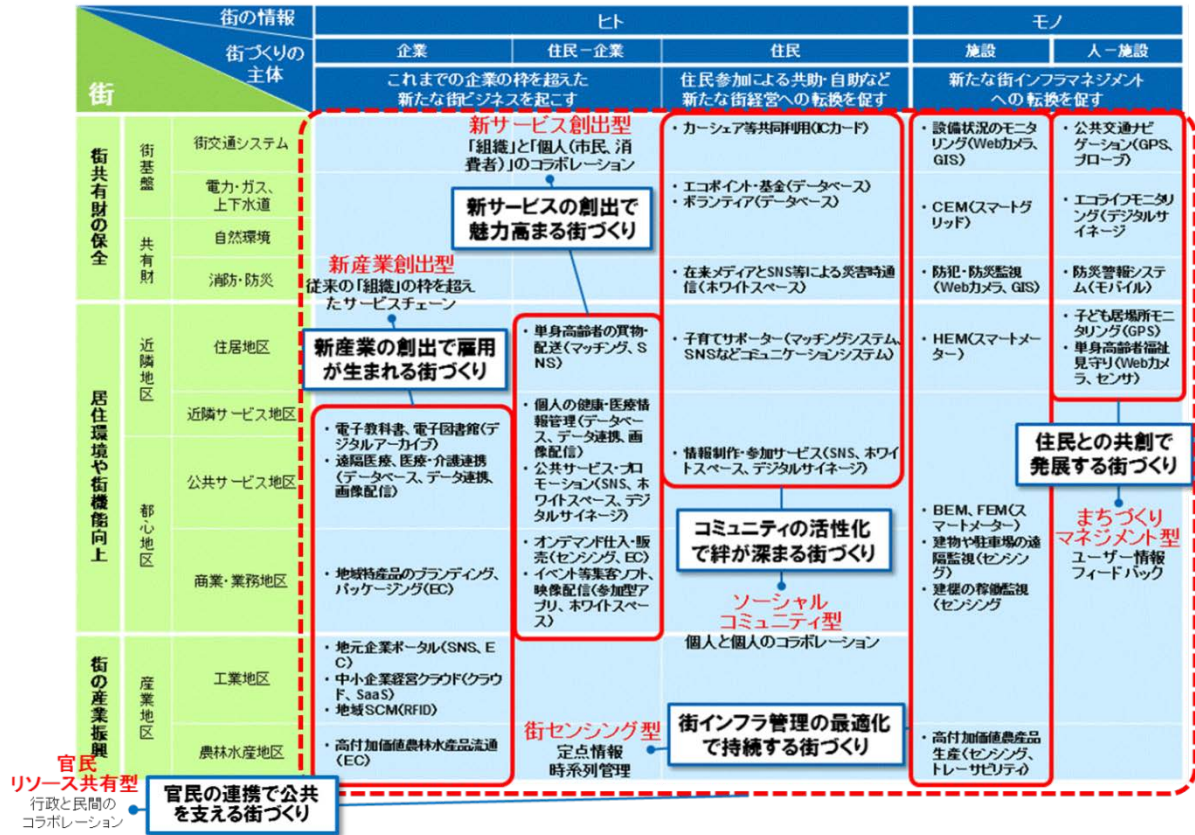 街の情報
街づくりの
主体
街
ヒト
モノ
企業
住民－企業
住民
施設
人－施設
これまでの企業の枠を超えた
新たな街ビジネスを起こす
住民参加による共助・自助など
新たな街経営への転換を促す
新たな街インフラマネジメント
への転換を促す
街共有財の保全
街基盤
街交通システム
電力・ガス、
上下水道
共有財
自然環境
消防・防災
居住環境や街機能向上
近隣地区
住居地区
近隣サービス地区
都心地区
公共サービス地区
商業・業務地区
街の産業振興
産業地区
工業地区
農林水産地区
新サービス創出型
「組織」と「個人（市民、消
費者）」のコラボレーション
新サービスの創出で
魅力高まる街づくり
新産業創出型
従来の「組織」の枠を超え
たサービスチェーン
新産業の創出で雇用
が生まれる街づくり
・電子教科書、電子図書館（デ
ジタルアーカイブ）
・遠隔医療、医療・介護連携
（データベース、データ連携、
画像配信）
・地域特産品のブランディング、
パッケージング（EC）
・地元企業ポータル（SNS、E
C）
・中小企業経営クラウド（クラウ
ド、SaaS）
・地域SCM（RFID）
・高付加価値農林水産品流通
（EC）
・単身高齢者の買物・
配送（マッチング、S
NS）
・個人の健康・医療情
報管理（データベー
ス、データ連携、画
像配信）
・公共サービス・プロ
モーション（SNS、ホ
ワイトスペース、デジ
タルサイネージ）
・オンデマンド仕入・販
売（センシング、EC）
・イベント等集客ソフト、
映像配信（参加型ア
プリ、ホワイトスペー
ス）
・カーシェア等共同利用（ICカード）
・エコポイント・基金（データベース）
・ボランティア（データベース）
・在来メディアとSNS等による災害時通
信（ホワイトスペース）
・子育てサポーター（マッチングシステム、
SNSなどコミュニケーションシステム）
・情報制作・参加サービス（SNS、ホワイ
トスペース、デジタルサイネージ）
コミュニティの活性化
で絆が深まる街づくり
ソーシャル
コミュニティ型
個人と個人のコラボレーション
街センシング型
定点情報
時系列管理
街インフラ管理の最適化
で持続する街づくり
・設備状況のモニタ
リング（Webカメラ、
GIS）
・CEM（スマートグ
リッド）
・防犯・防災監視
（Webカメラ、GIS）
・HEM（スマートメー
ター）
・BEM、FEM（ス
マートメーター）
・建物や駐車場の遠
隔監視（センシン
グ）
・建機の稼働監視
（センシング
・高付加価値農産品
生産（センシング、
トレーサビリティ）
・公共交通ナビ
ゲーション（GPS、
プローブ）
・エコライフモニタリ
ング（デジタルサ
イネージ
・防災警報システ
ム（モバイル）
・子ども居場所モニ
タリング（GPS）
・単身高齢者福祉
見守り（Webカメ
ラ、センサ）
住民との共創で
発展する街づくり
まちづくり
マネジメント型
ユーザー情報
フィードバック
官民
リソース共有型
行政と民間の
コラボレーション
官民の連携で公共
を支える街づくり